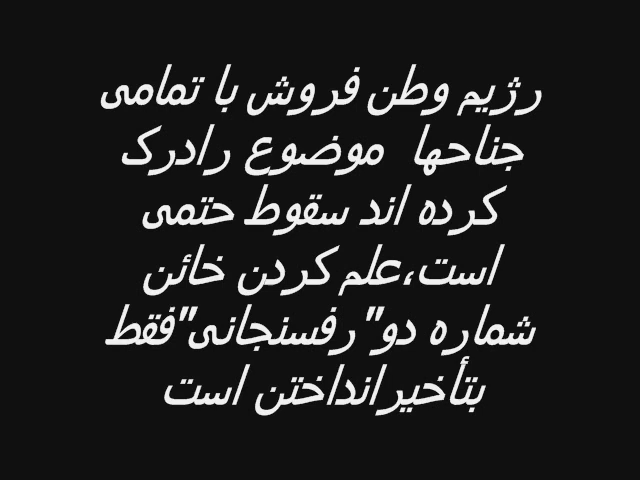 رژیم وطن فروش با تمامی
جناحها موضوع رادرک
کرده اند سقوط حتمی
است،علم کردن خائن
شماره دو"رفسنجانی"فقط
بتأخیرانداختن است